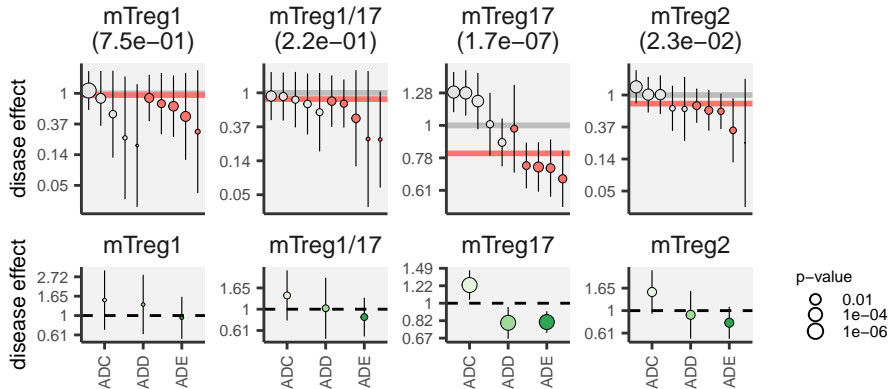 mTreg1 mTreg1/17 mTreg17 mTreg2
(7.5e−01) (2.2e−01) (1.7e−07) (2.3e−02)
disase effect
1
0.37
0.14
0.05
1
0.37
0.14
0.05
1.28
1
0.78
0.61
1
0.37
0.14
0.05
mTreg1 mTreg1/17 mTreg17 mTreg2
disease effect
2.72
1.65
1
0.61
1.65
1
0.61
1.49
1.22
1
0.82
0.67
1.65
1
0.61
ADC ADD ADE
ADC ADD ADE
ADC ADD ADE
ADC ADD ADE
p−value
0.01
1e−04
1e−06